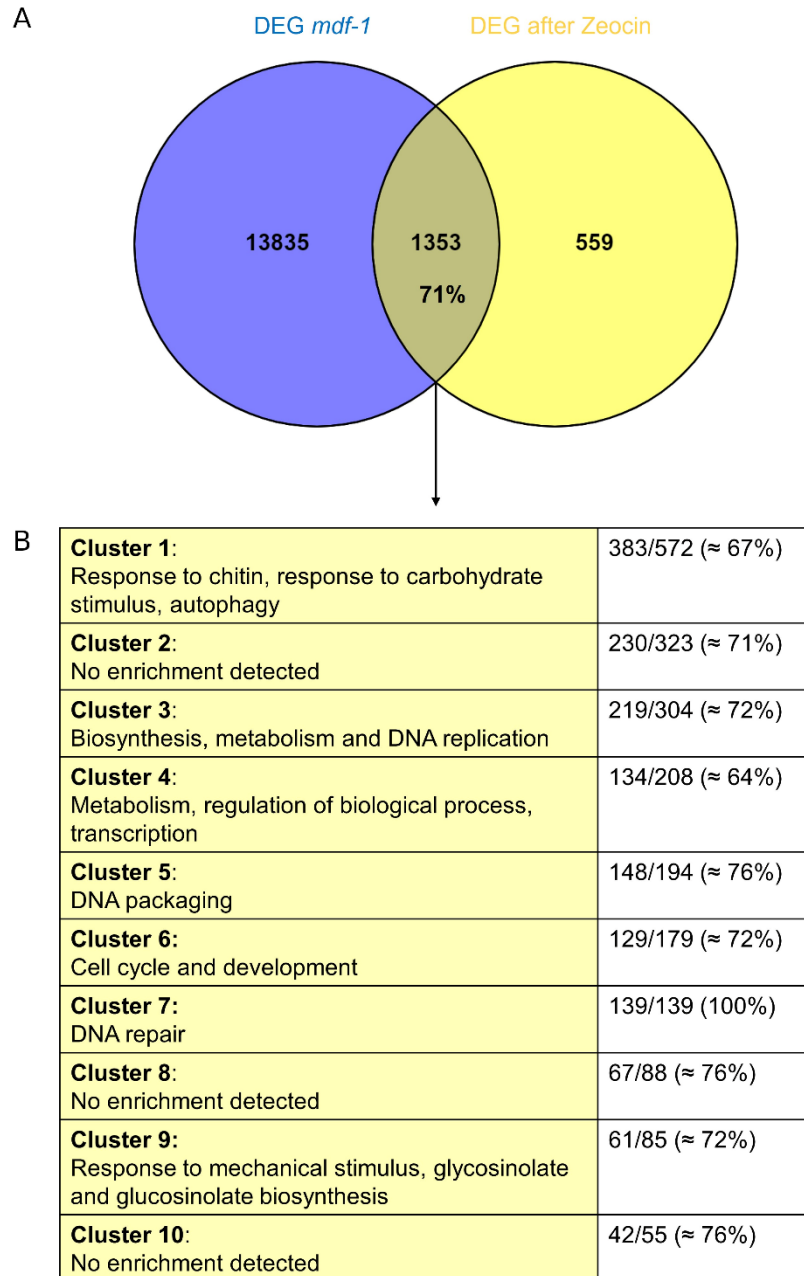 A
DEG mdf-1
DEG after Zeocin
13835
1353
559
71%
B
Cluster 1:
Response to chitin, response to carbohydrate
stimulus, autophagy
383/572 (≈ 67%)
Cluster 2:
No enrichment detected
230/323 (≈ 71%)
Cluster 3:
Biosynthesis, metabolism and DNA replication
219/304 (≈ 72%)
Cluster 4:
Metabolism, regulation of biological process,
transcription
134/208 (≈ 64%)
Cluster 5:
DNA packaging
148/194 (≈ 76%)
Cluster 6:
Cell cycle and development
129/179 (≈ 72%)
Cluster 7:
DNA repair
139/139 (100%)
Cluster 8:
No enrichment detected
67/88 (≈ 76%)
Cluster 9:
Response to mechanical stimulus, glycosinolate
and glucosinolate biosynthesis
61/85 (≈ 72%)
Cluster 10:
No enrichment detected
42/55 (≈ 76%)